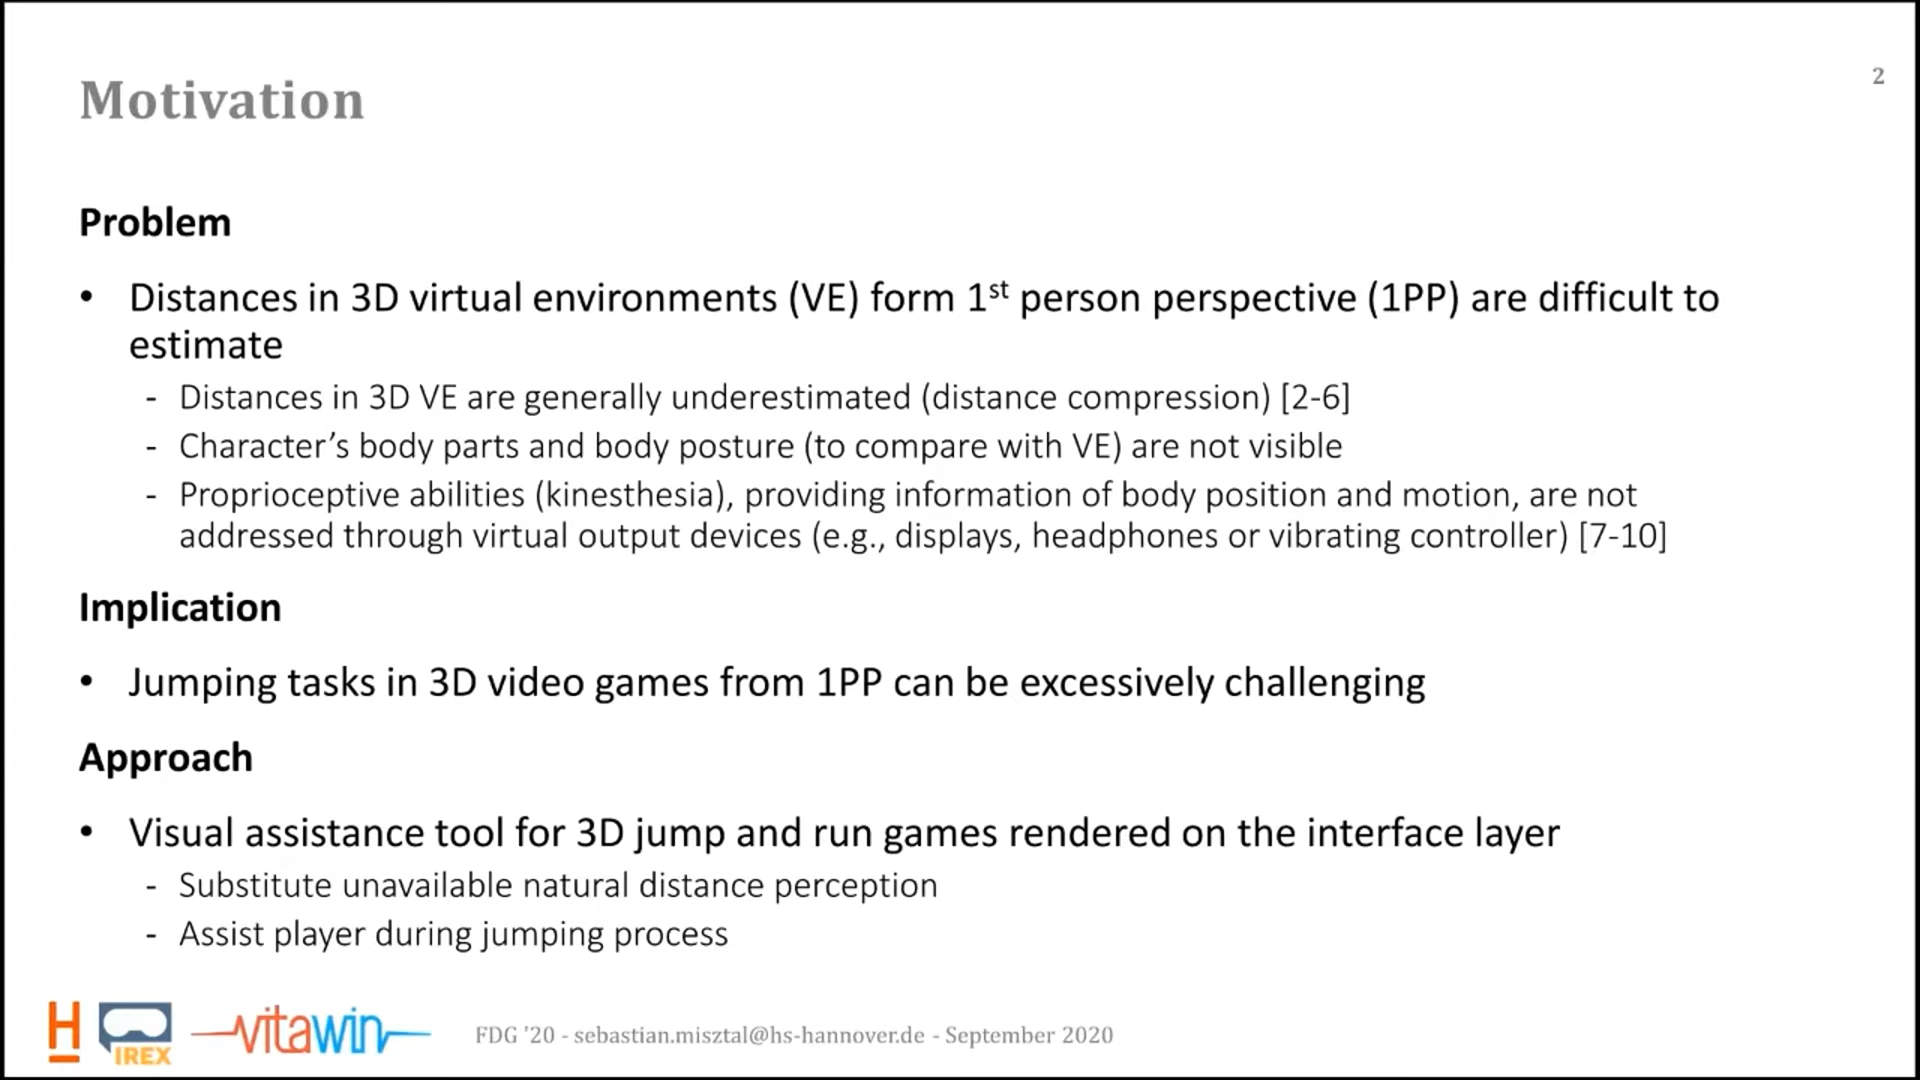 Motivation
2
Problem
• Distances in 3D virtual environments (VE) form 1st person perspective (1PP) are difficult to
estimate
- Distances in 3D VE are generally underestimated (distance compression) [2-6]
- Character’s body parts and body posture (to compare with VE) are not visible
- Proprioceptive abilities (kinesthesia), providing information of body position and motion, are not
addressed through virtual output devices (e.g., displays, headphones or vibrating controller) [7-10]
Implication
• Jumping tasks in 3D video games from 1PP can be excessively challenging
Approach
• Visual assistance tool for 3D jump and run games rendered on the interface layer
- Substitute unavailable natural distance perception
- Assist player during jumping process
H IREX vitawin FDG '20 - sebastian.misztal@hs-hannover.de - September 2020